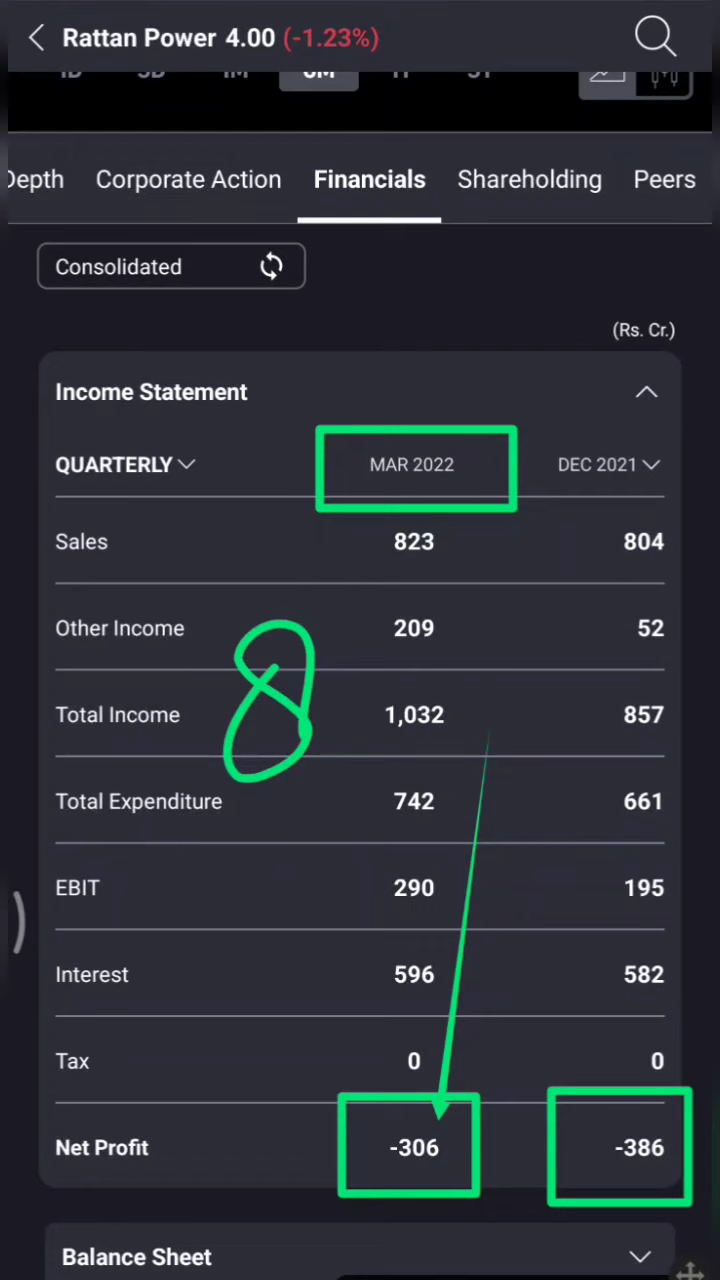 Rattan Power 4.00 (-1.23%)
Depth Corporate Action Financials Shareholding Peers
Consolidated
(Rs. Cr.)
Income Statement
QUARTERLY MAR 2022 DEC 2021
Sales 823 804
Other Income 209 52
8
Total Income 1,032 857
Total Expenditure 742 661
EBIT 290 195
Interest 596 582
Tax 0 0
Net Profit -306 -386
Balance Sheet